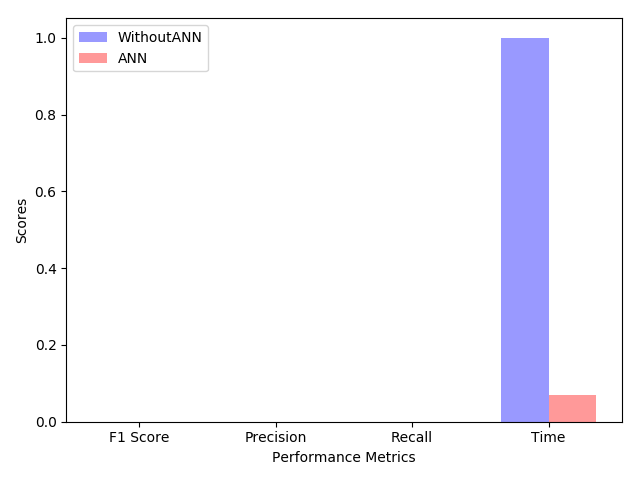 WithoutANN
ANN
1.0
0.8
0.6
0.4
0.2
0.0
Scores
F1 Score Precision Recall Time
Performance Metrics